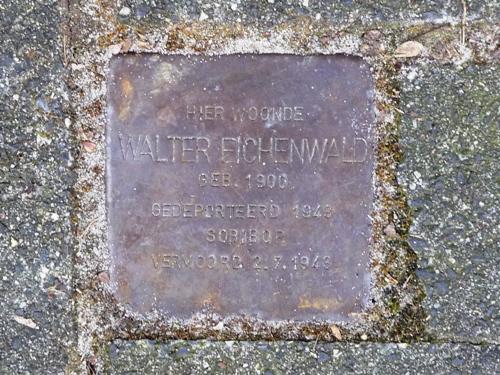 HIER WOONDE
WALTER EICHENWALD
GEB. 1900
GEDEPORTEERD 1943
SOBIBOR
VERMOORD 2.7.1943